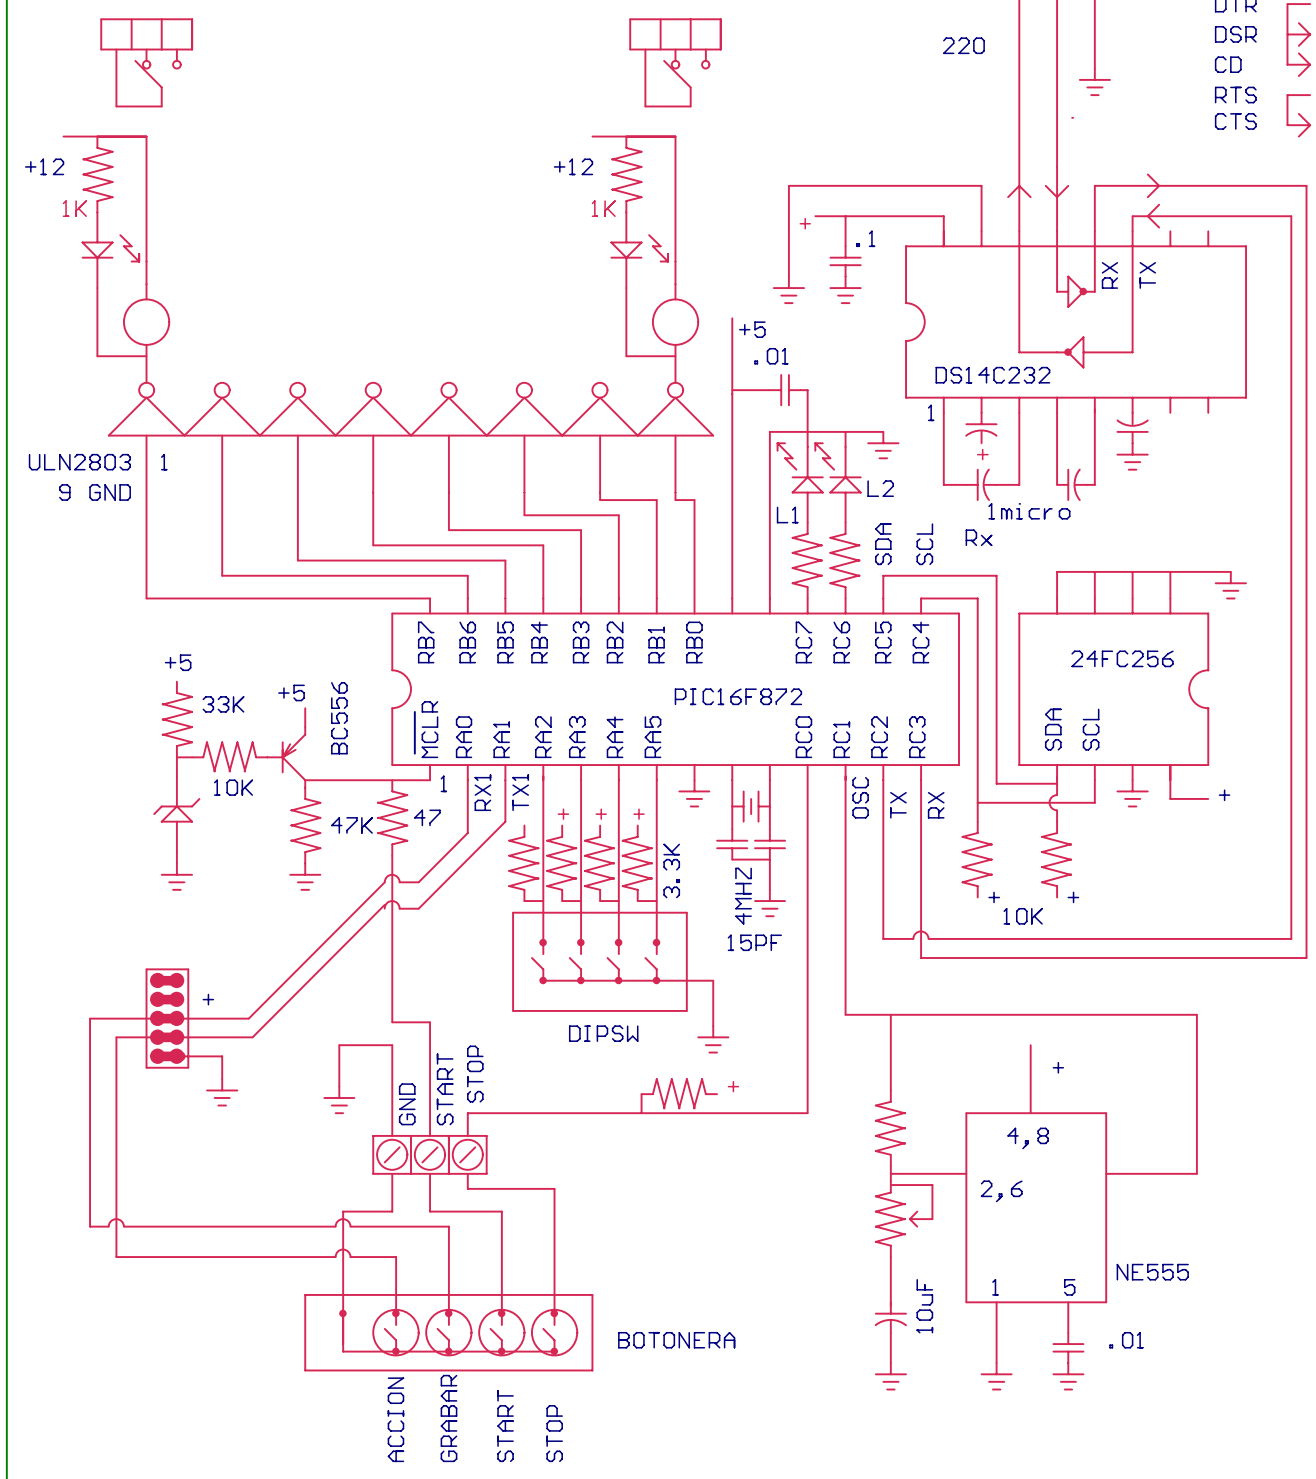 DTR
220
DSR
CD
RTS
CTS
+12
1K
+12
1K
+
.1
RX
TX
+5
.01
DS14C232
1
+
ULN2803 1
9 GND
L1
L2
1micro
Rx
SDA
SCL
RB7
RB6
RB5
RB4
RB3
RB2
RB1
RB0
RC7
RC6
RC5
RC4
24FC256
SDA
SCL
+
PIC16F872
MCLR
RA0
RA1
RA2
RA3
RA4
RA5
RC0
RC1
RC2
RC3
+5
33K
+5
BC556
10K
1
47K
47
RX1
TX1
+
+
+
3.3K
4MHZ
15PF
OSC
TX
RX
+
+
10K
+
DIPSW
GND
START
STOP
+
+
4,8
2,6
1
5
NE555
10uF
.01
BOTONERA
ACCION
GRABAR
START
STOP